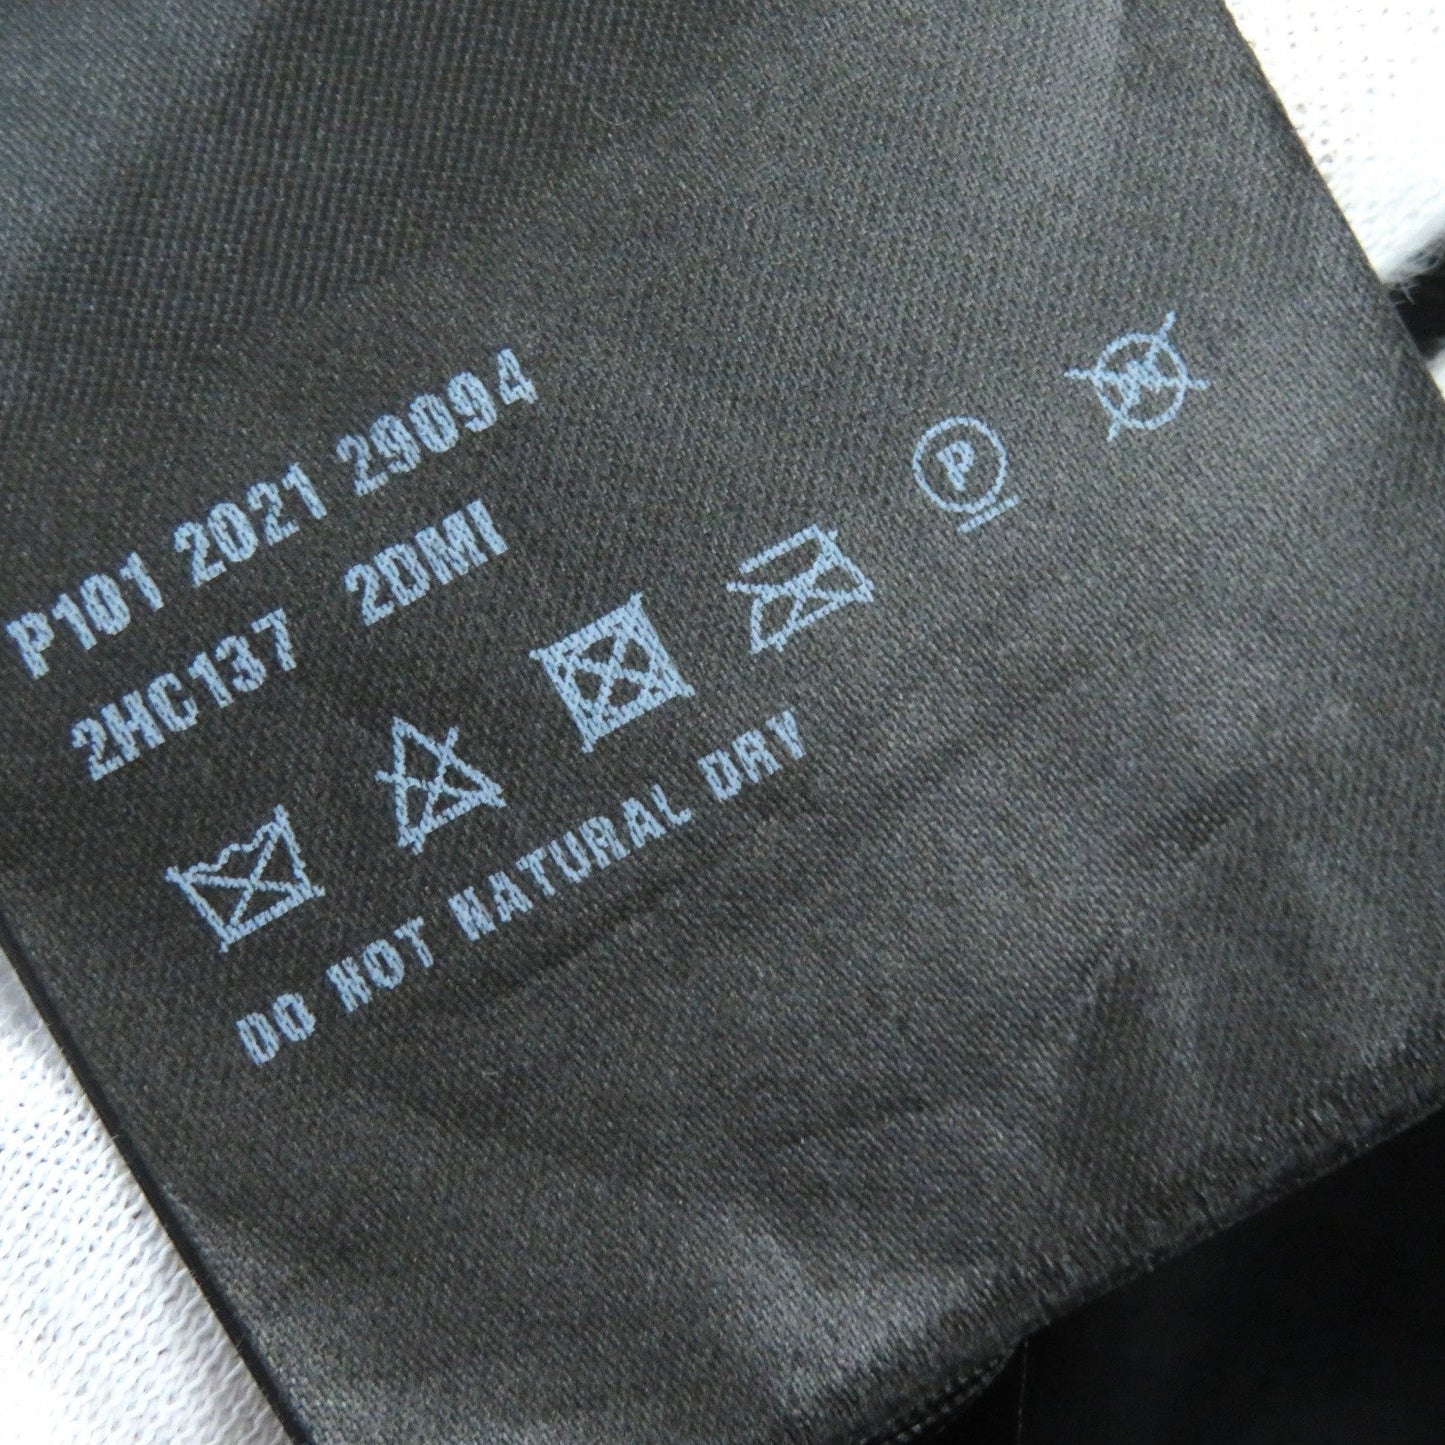 P101 2021 29094
2HC137 2DMI
P
DO NOT NATURAL DRY